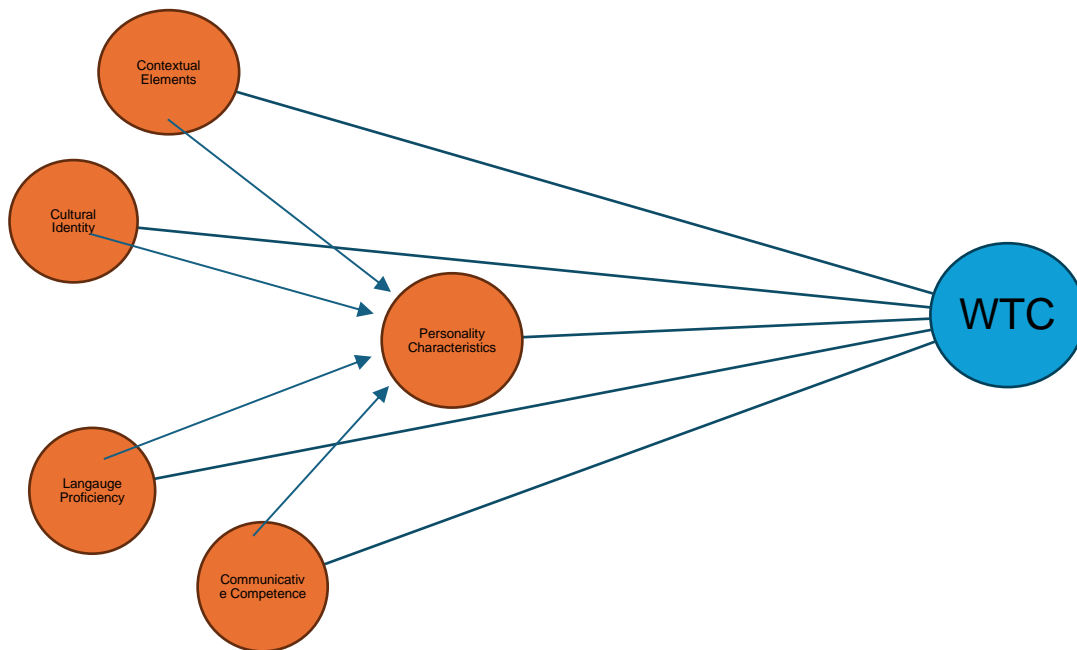 Contextual
Elements
Cultural
Identity
WTC
Personality
Characteristics
Langauge
Proficiency
Communicativ
e Competence